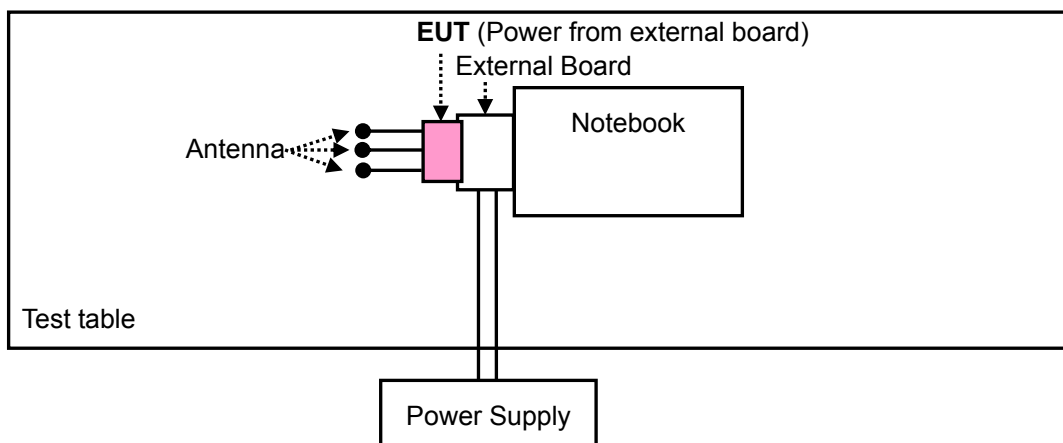 EUT (Power from external board)
External Board
Notebook
Antenna
Test table
Power Supply